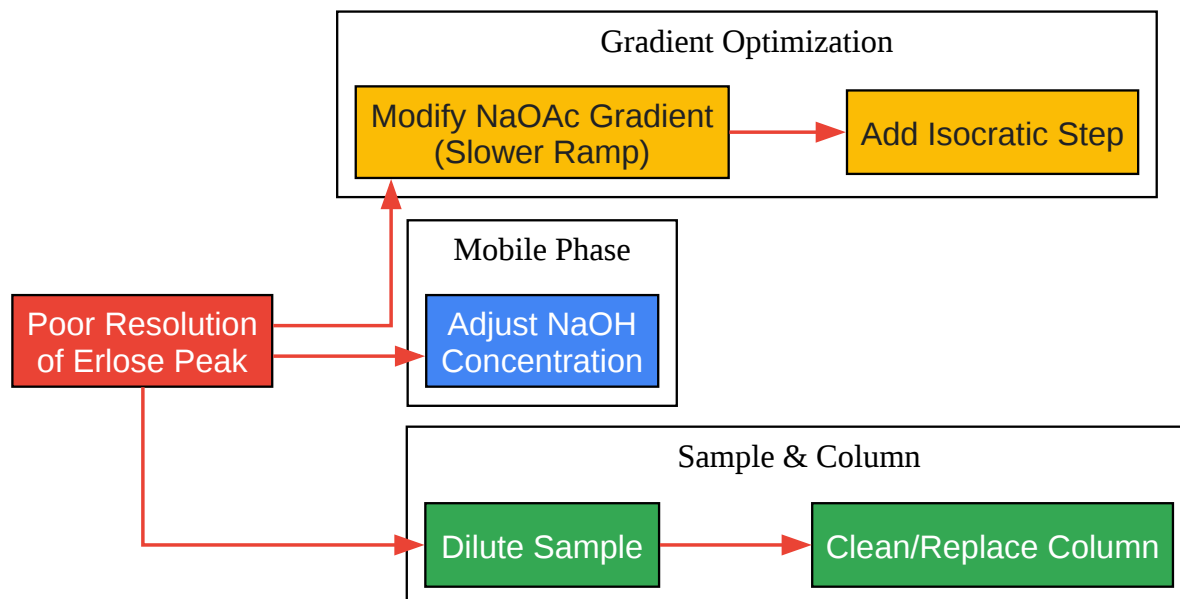 Gradient Optimization
Modify NaOAc Gradient
(Slower Ramp)
Add Isocratic Step
Mobile Phase
Poor Resolution
of Erlose Peak
Adjust NaOH
Concentration
Sample & Column
Dilute Sample
Clean/Replace Column